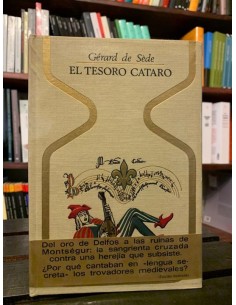 Gérard de Sède
EL TESORO CATARO
Del oro de Delfos a las ruinas de
Montségur: la sangrienta cruzada
contra una herejía que subsiste.
¿Por qué cantaban en «lengua se-
creta» los trovadores medievales?